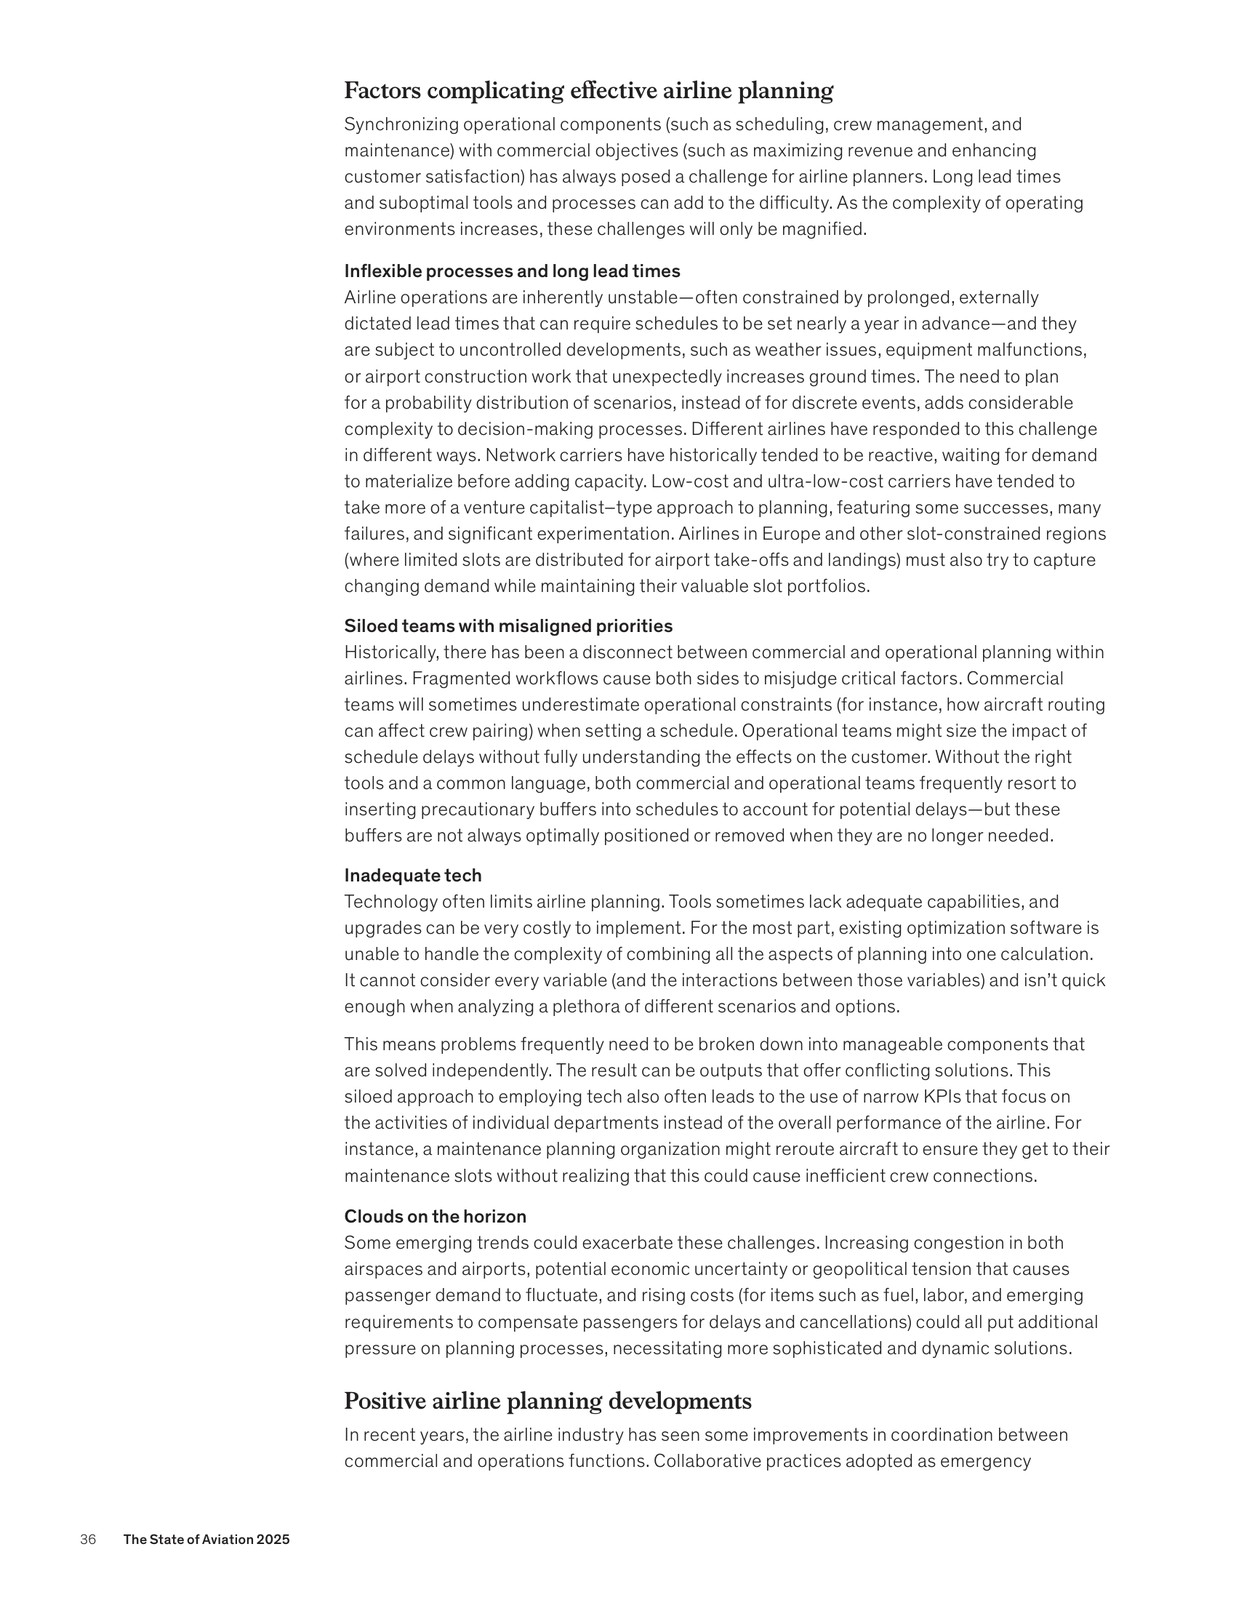 Factors complicating effective airline planning
Synchronizing operational components (such as scheduling, crew management, and
maintenance) with commercial objectives (such as maximizing revenue and enhancing
customer satisfaction) has always posed a challenge for airline planners. Long lead times
and suboptimal tools and processes can add to the difficulty. As the complexity of operating
environments increases, these challenges will only be magnified.
Inflexible processes and long lead times
Airline operations are inherently unstable—often constrained by prolonged, externally
dictated lead times that can require schedules to be set nearly a year in advance—and they
are subject to uncontrolled developments, such as weather issues, equipment malfunctions,
or airport construction work that unexpectedly increases ground times. The need to plan
for a probability distribution of scenarios, instead of for discrete events, adds considerable
complexity to decision-making processes. Different airlines have responded to this challenge
in different ways. Network carriers have historically tended to be reactive, waiting for demand
to materialize before adding capacity. Low-cost and ultra-low-cost carriers have tended to
take more of a venture capitalist–type approach to planning, featuring some successes, many
failures, and significant experimentation. Airlines in Europe and other slot-constrained regions
(where limited slots are distributed for airport take-offs and landings) must also try to capture
changing demand while maintaining their valuable slot portfolios.
Siloed teams with misaligned priorities
Historically, there has been a disconnect between commercial and operational planning within
airlines. Fragmented workflows cause both sides to misjudge critical factors. Commercial
teams will sometimes underestimate operational constraints (for instance, how aircraft routing
can affect crew pairing) when setting a schedule. Operational teams might size the impact of
schedule delays without fully understanding the effects on the customer. Without the right
tools and a common language, both commercial and operational teams frequently resort to
inserting precautionary buffers into schedules to account for potential delays—but these
buffers are not always optimally positioned or removed when they are no longer needed.
Inadequate tech
Technology often limits airline planning. Tools sometimes lack adequate capabilities, and
upgrades can be very costly to implement. For the most part, existing optimization software is
unable to handle the complexity of combining all the aspects of planning into one calculation.
It cannot consider every variable (and the interactions between those variables) and isn’t quick
enough when analyzing a plethora of different scenarios and options.
This means problems frequently need to be broken down into manageable components that
are solved independently. The result can be outputs that offer conflicting solutions. This
siloed approach to employing tech also often leads to the use of narrow KPIs that focus on
the activities of individual departments instead of the overall performance of the airline. For
instance, a maintenance planning organization might reroute aircraft to ensure they get to their
maintenance slots without realizing that this could cause inefficient crew connections.
Clouds on the horizon
Some emerging trends could exacerbate these challenges. Increasing congestion in both
airspaces and airports, potential economic uncertainty or geopolitical tension that causes
passenger demand to fluctuate, and rising costs (for items such as fuel, labor, and emerging
requirements to compensate passengers for delays and cancellations) could all put additional
pressure on planning processes, necessitating more sophisticated and dynamic solutions.
Positive airline planning developments
In recent years, the airline industry has seen some improvements in coordination between
commercial and operations functions. Collaborative practices adopted as emergency
36 The State of Aviation 2025